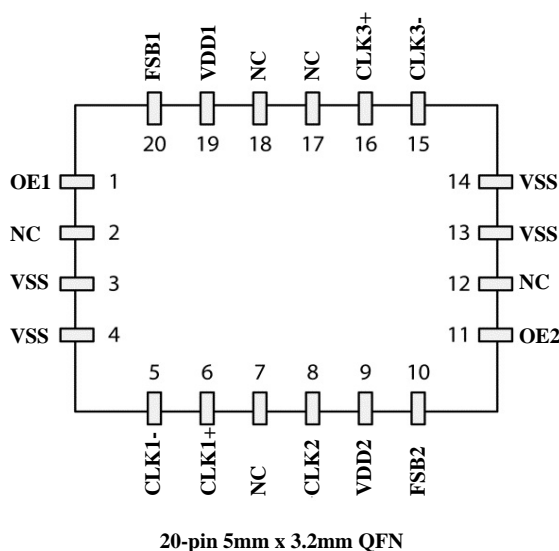 FSB1 VDD1 NC NC CLK3+ CLK3-
20 19 18 17 16 15
OE1 1 14 VSS
NC 2 13 VSS
VSS 3 12 NC
VSS 4 11 OE2
5 6 7 8 9 10
CLK1- CLK1+ NC CLK2 VDD2 FSB2
20-pin 5mm x 3.2mm QFN